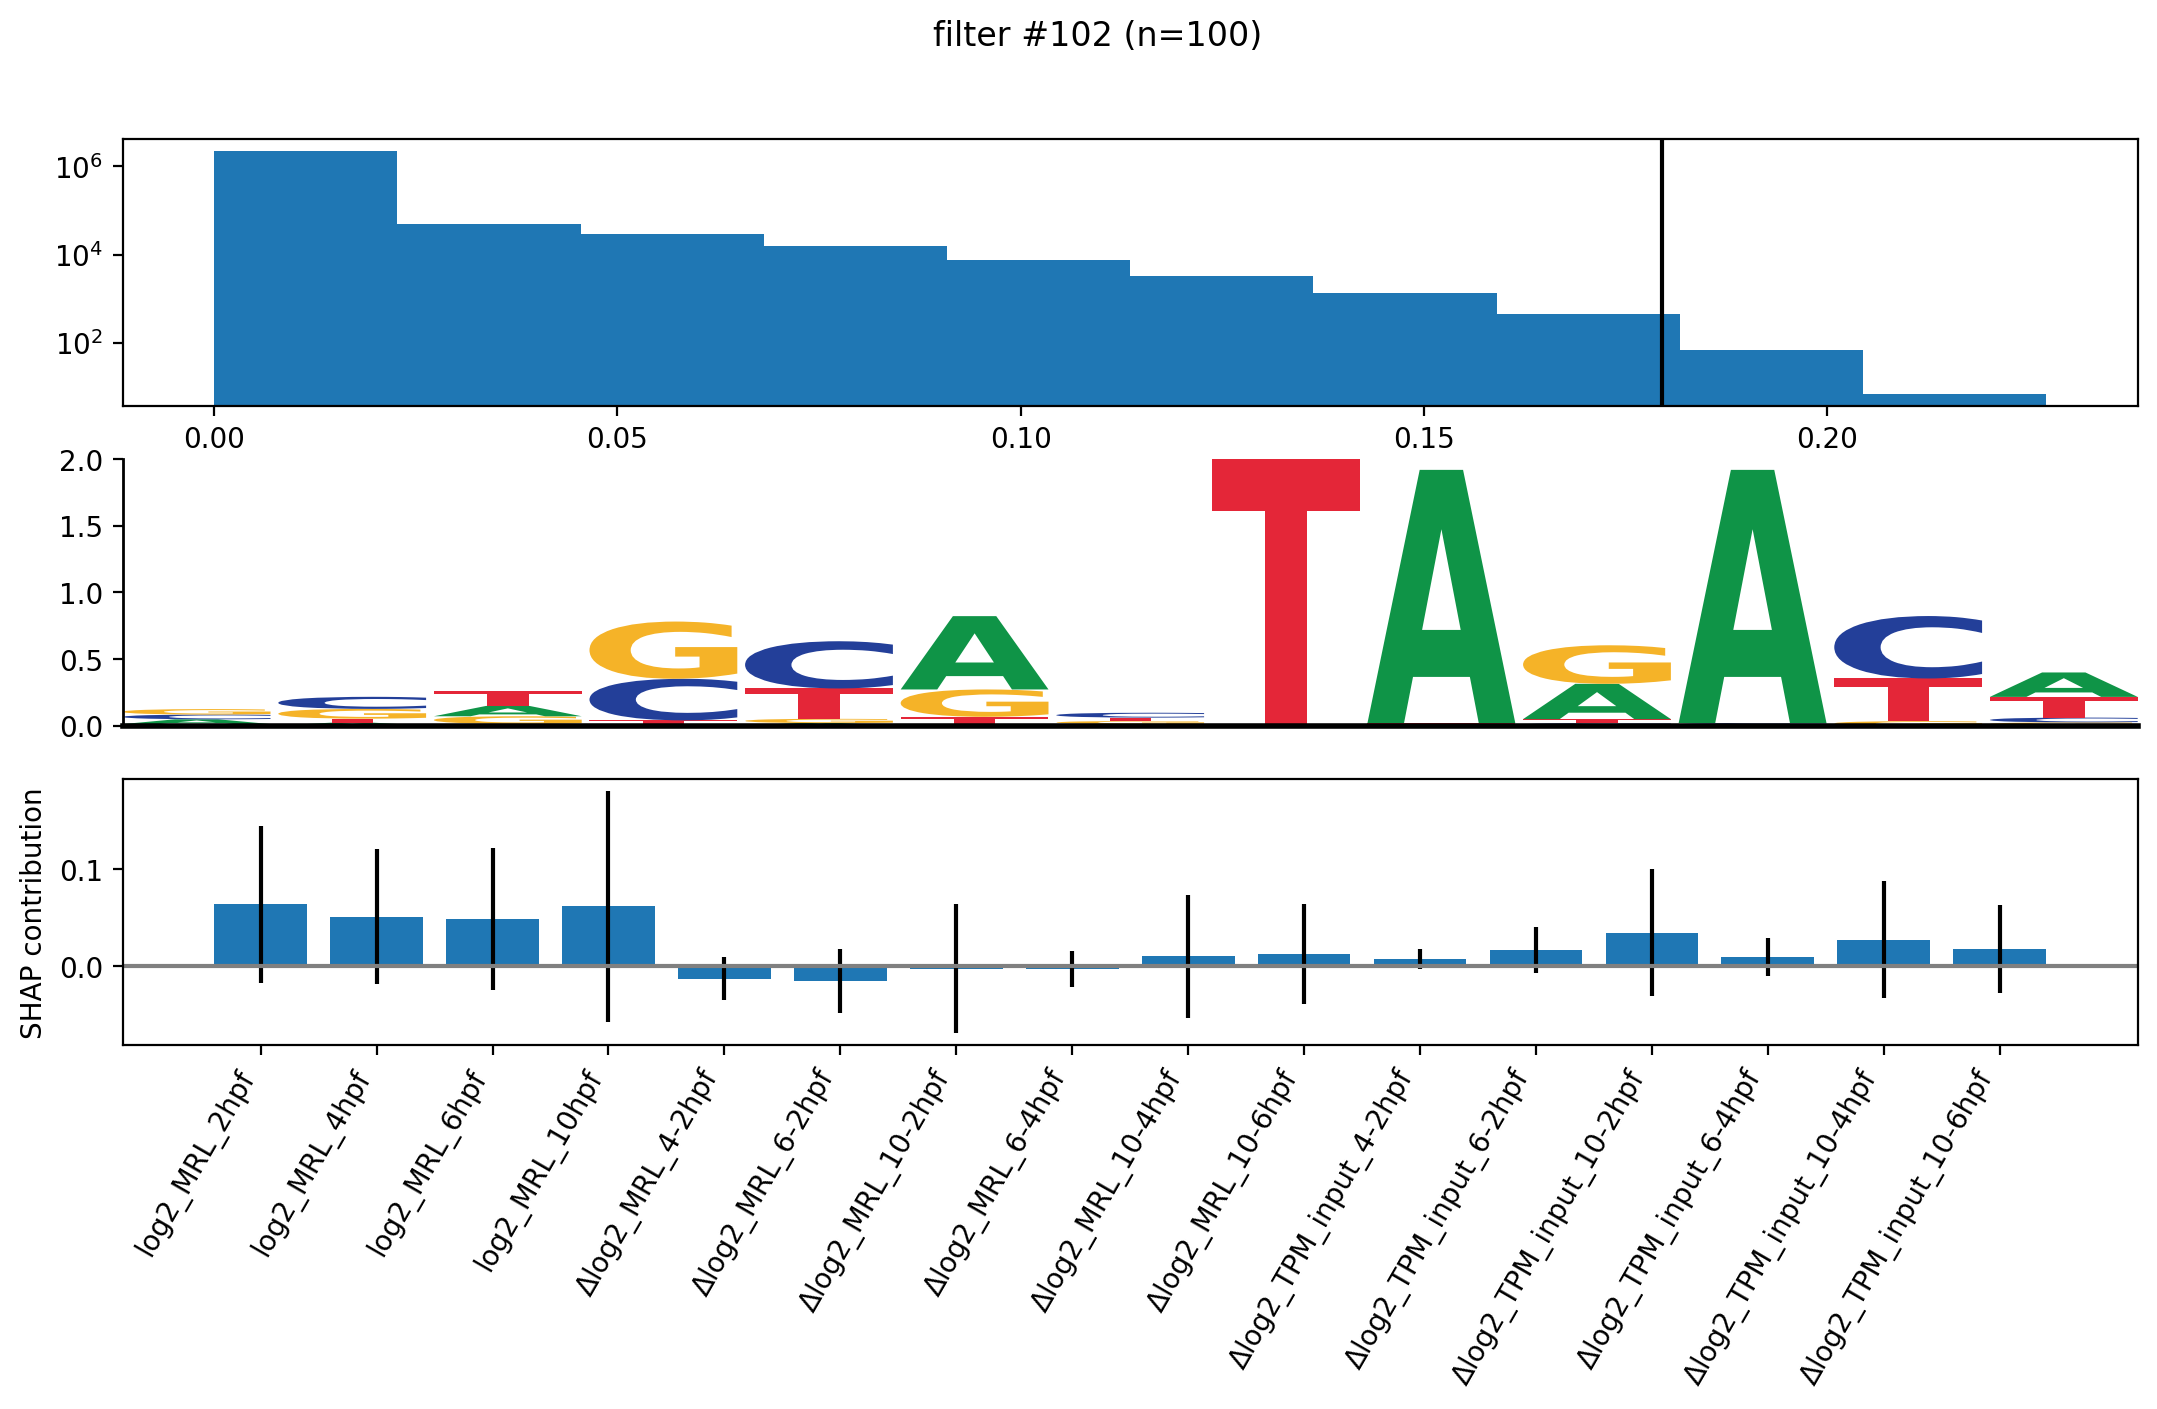 filter #102 (n=100)
10^6
10^4
10^2
0.00 0.05 0.10 0.15 0.20
2.0
1.5
1.0
0.5
0.0
G C A
C G T
T A G
G C T
C T G
A G T
C T G
T
A
G A T
A
C T G
A T C
SHAP contribution
0.1
0.0
log2_MRL_2hpf
log2_MRL_4hpf
log2_MRL_6hpf
log2_MRL_10hpf
Δlog2_MRL_4-2hpf
Δlog2_MRL_6-2hpf
Δlog2_MRL_10-2hpf
Δlog2_MRL_6-4hpf
Δlog2_MRL_10-4hpf
Δlog2_MRL_10-6hpf
Δlog2_TPM_input_4-2hpf
Δlog2_TPM_input_6-2hpf
Δlog2_TPM_input_10-2hpf
Δlog2_TPM_input_6-4hpf
Δlog2_TPM_input_10-4hpf
Δlog2_TPM_input_10-6hpf